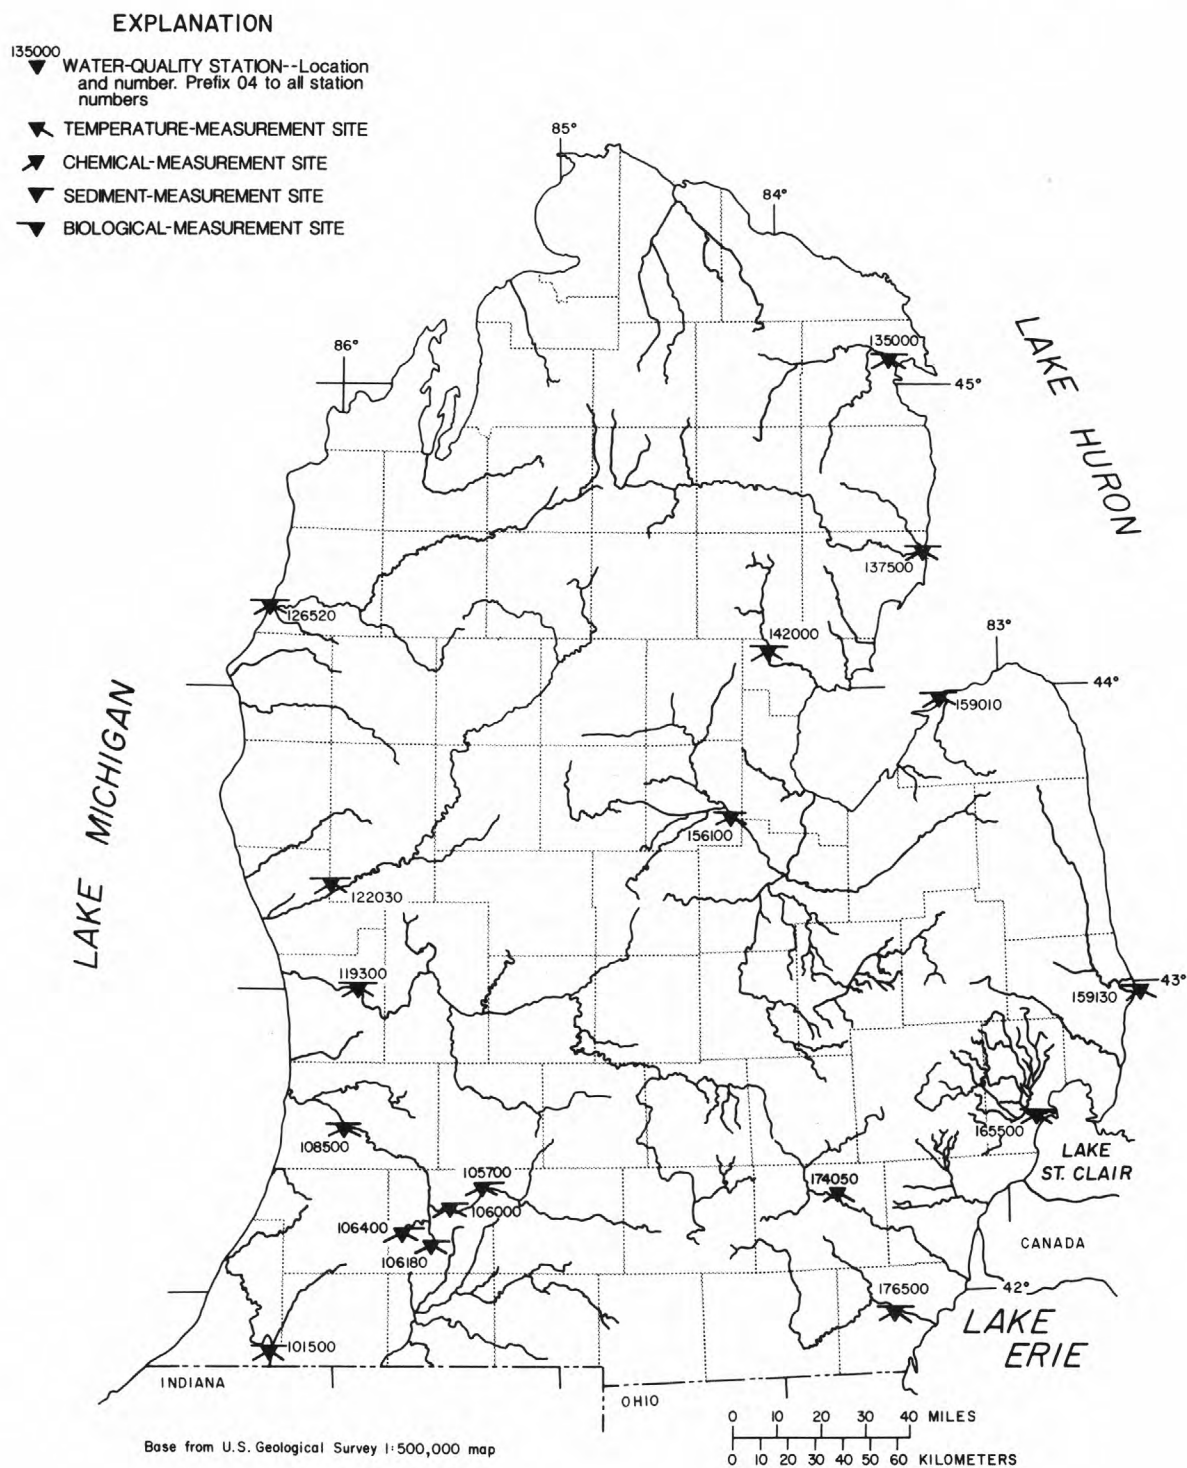 EXPLANATION
135000
WATER-QUALITY STATION--Location
and number. Prefix 04 to all station
numbers
TEMPERATURE-MEASUREMENT SITE
CHEMICAL-MEASUREMENT SITE
SEDIMENT-MEASUREMENT SITE
BIOLOGICAL-MEASUREMENT SITE
85°
84°
86°
135000
45°
LAKE HURON
137500
126520
142000
83°
44°
159010
LAKE MICHIGAN
156100
122030
119300
43°
159130
108500
165500
LAKE
ST. CLAIR
105700
174050
106000
106400
106180
CANADA
176500
42°
LAKE
ERIE
101500
INDIANA
OHIO
0 10 20 30 40 MILES
0 10 20 30 40 50 60 KILOMETERS
Base from U.S. Geological Survey 1:500,000 map